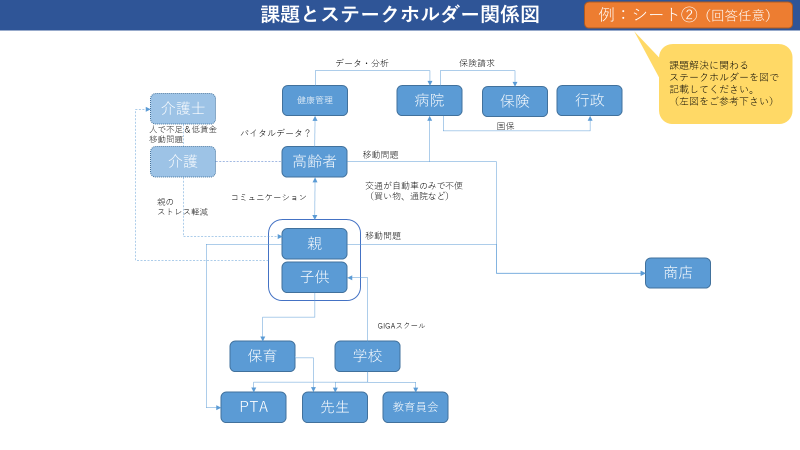 課題とステークホルダー関係図
例：シート②（回答任意）
課題解決に関わる
ステークホルダーを図で
記載してください。
（左図をご参考下さい）
データ・分析
保険請求
介護士
健康管理
病院
保険
行政
人で不足＆低賃金
移動問題
バイタルデータ？
国保
介護
高齢者
移動問題
交通が自動車のみで不便
（買い物、通院など）
親の
ストレス軽減
コミュニケーション
親
移動問題
子供
商店
GIGAスクール
保育
学校
PTA
先生
教育員会